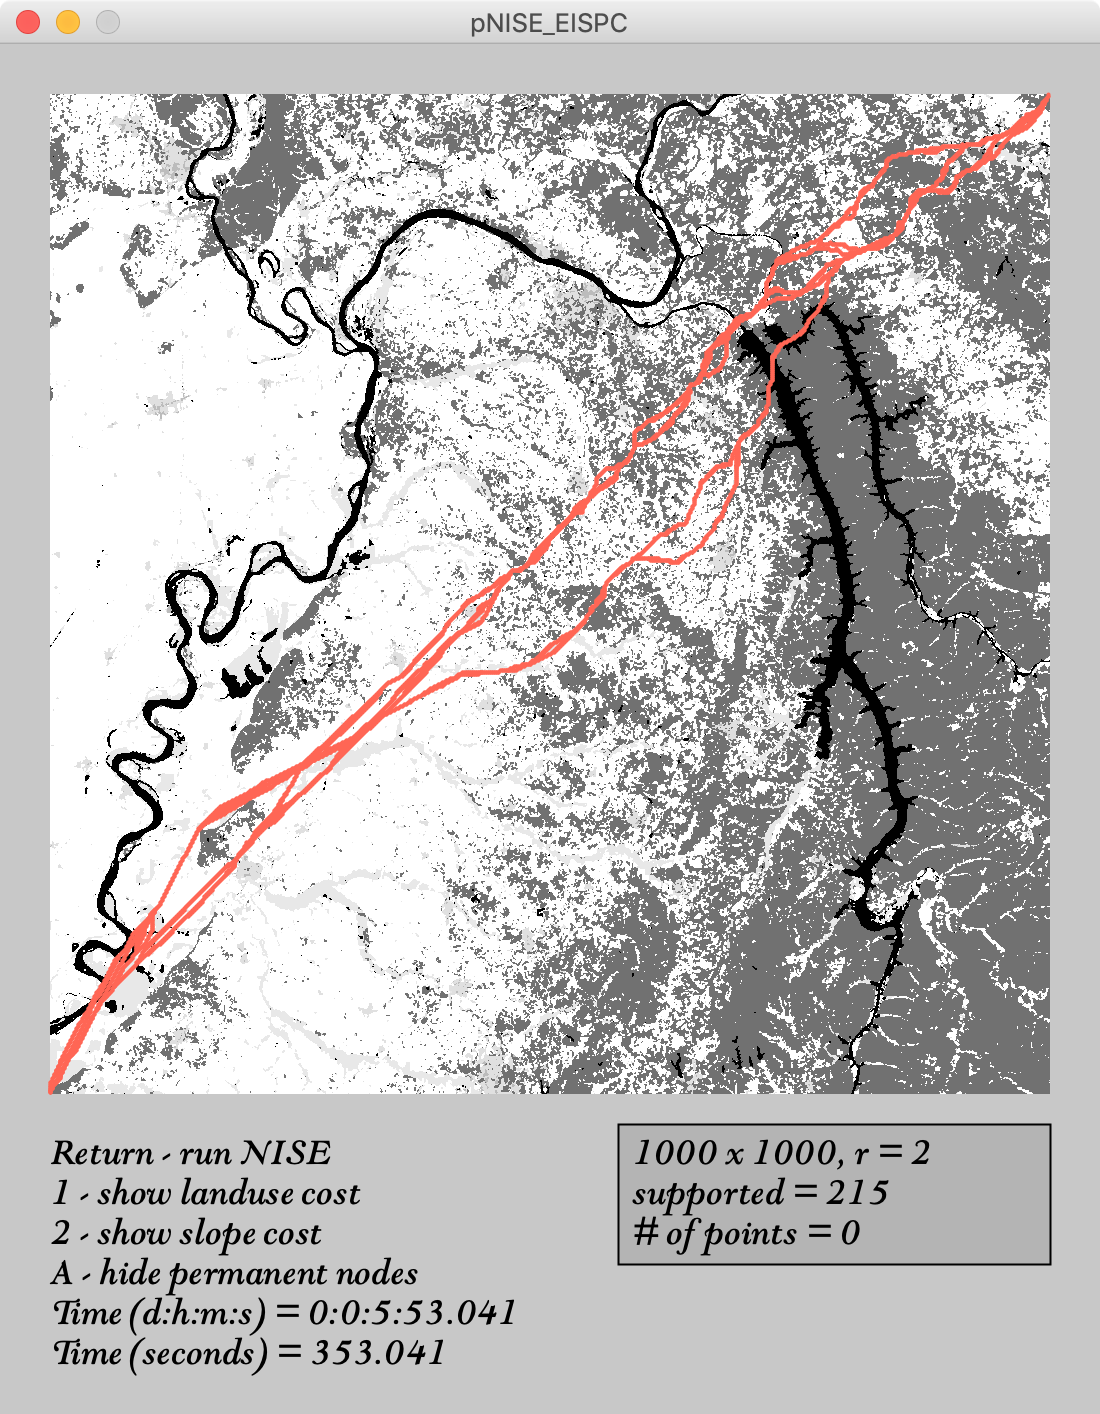 pNISE_EISPC
Return - run NISE
1 - show landuse cost
2 - show slope cost
A - hide permanent nodes
Time (d:h:m:s) = 0:0:5:53.041
Time (seconds) = 353.041
1000 x 1000, r = 2
supported = 215
# of points = 0